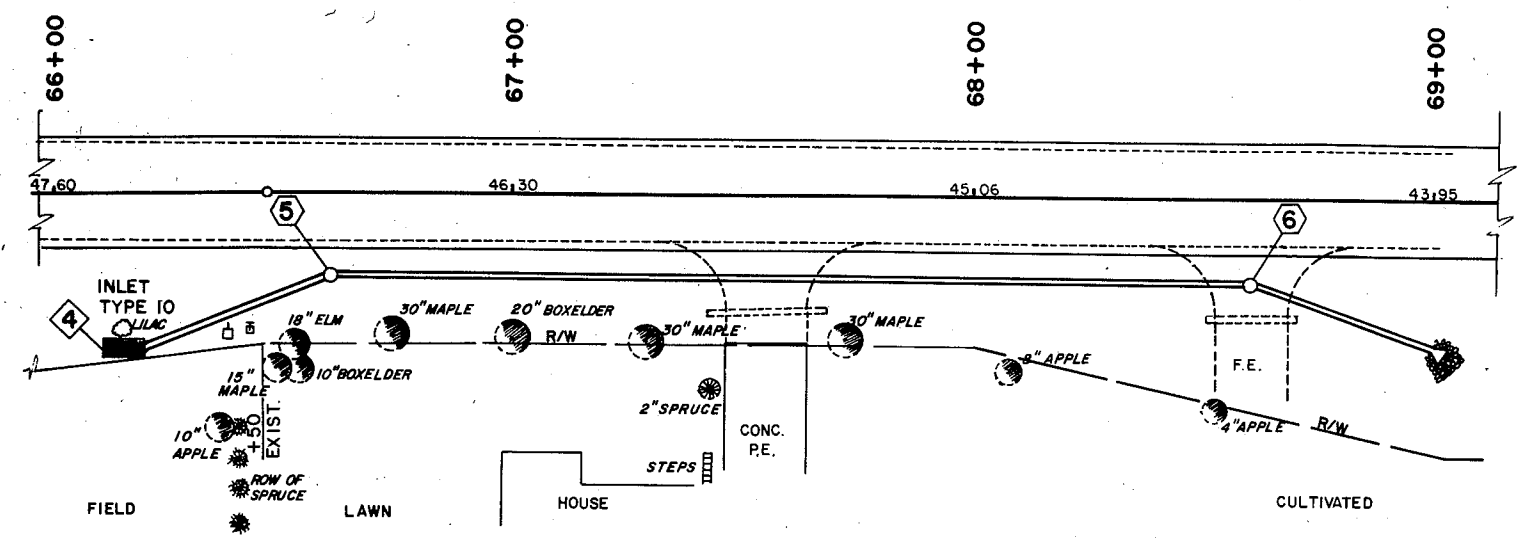 66+00
67+00
68+00
69+00
47.60
46.30
45.06
43.95
5
6
INLET
TYPE 10
LILAC
4
18" ELM
30" MAPLE
20" BOXELDER
R/W
30" MAPLE
30" MAPLE
15"
MAPLE
10" BOXELDER
8" APPLE
F.E.
2" SPRUCE
4" APPLE
R/W
10"
APPLE
+50
EXIST.
CONC.
P.E.
STEPS
ROW OF
SPRUCE
FIELD
LAWN
HOUSE
CULTIVATED